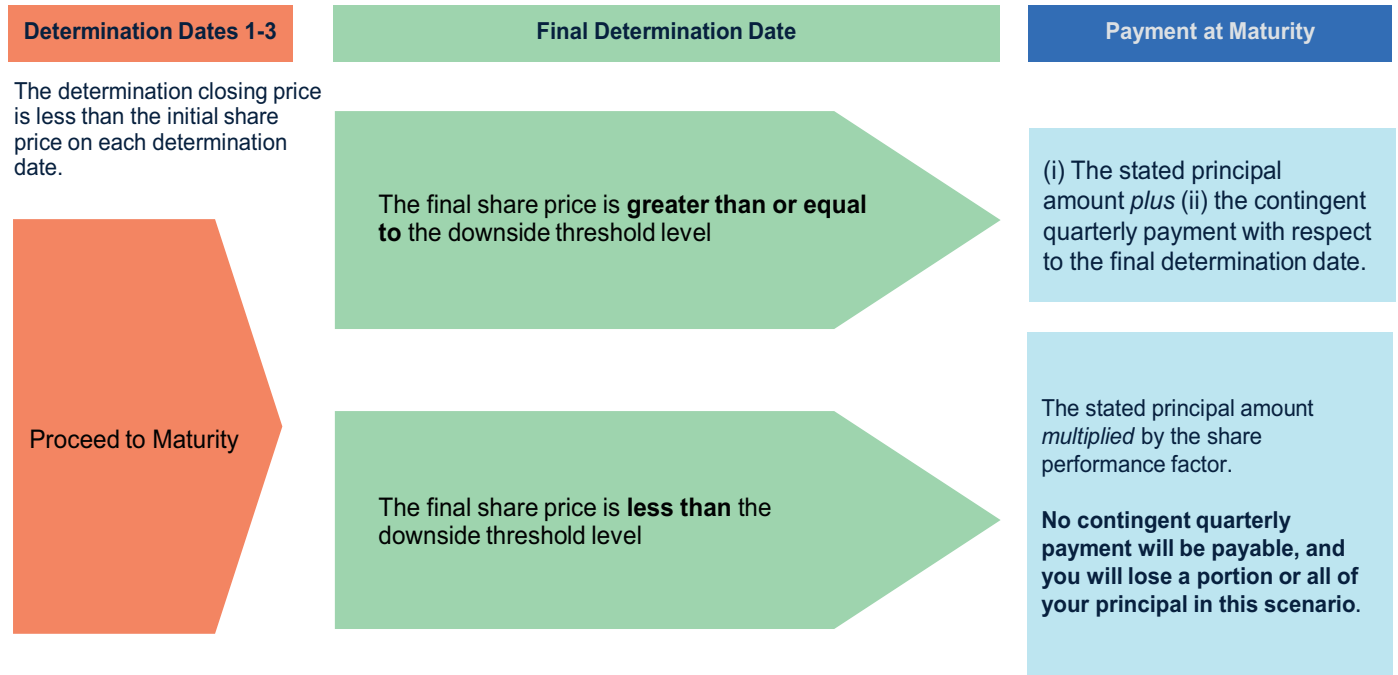 Determination Dates 1-3
Final Determination Date
Payment at Maturity
The determination closing price
is less than the initial share
price on each determination
date.
Proceed to Maturity
The final share price is greater than or equal
to the downside threshold level
(i) The stated principal
amount plus (ii) the contingent
quarterly payment with respect
to the final determination date.
The final share price is less than the
downside threshold level
The stated principal amount
multiplied by the share
performance factor.
No contingent quarterly
payment will be payable, and
you will lose a portion or all of
your principal in this scenario.